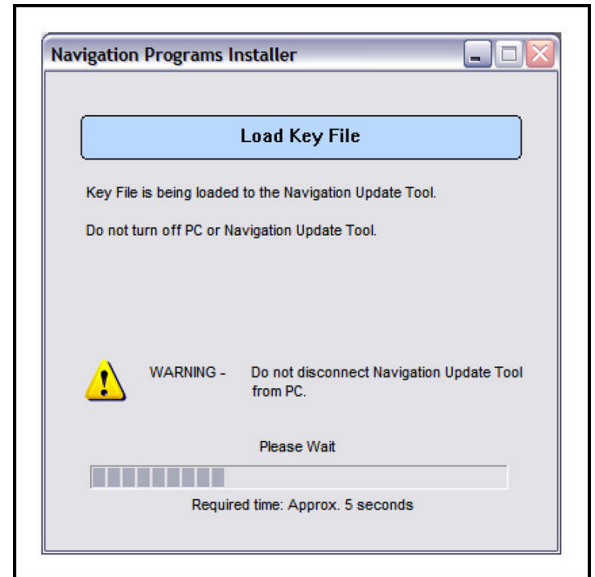 Navigation Programs Installer
Load Key File
Key File is being loaded to the Navigation Update Tool.
Do not turn off PC or Navigation Update Tool.
WARNING - Do not disconnect Navigation Update Tool
from PC.
Please Wait
Required time: Approx. 5 seconds